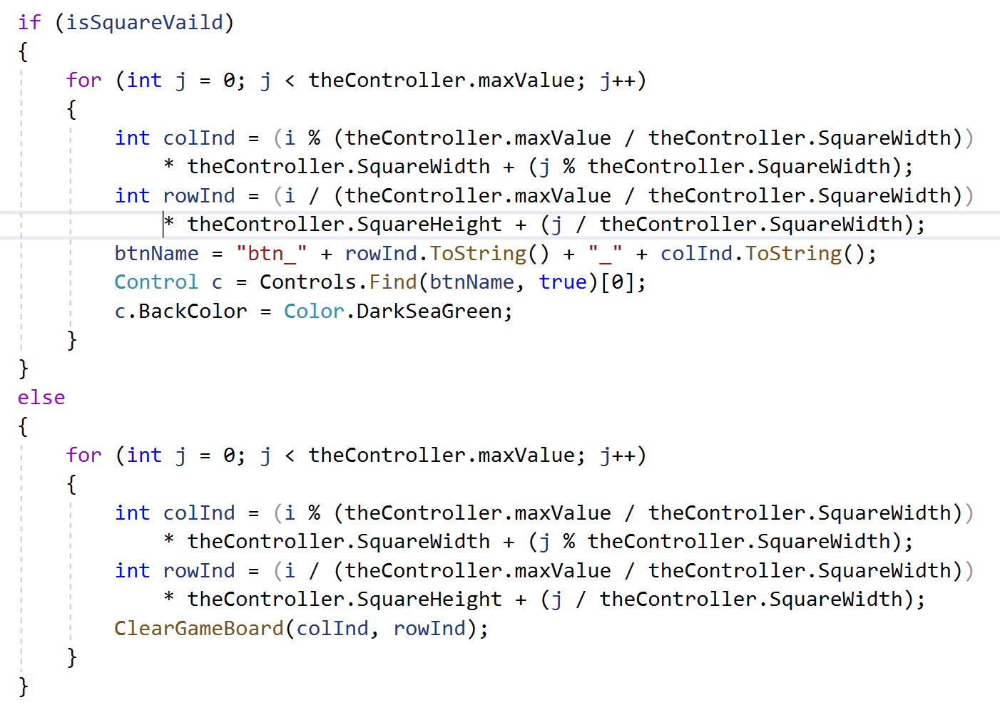 if (isSquareVaild)
{
    for (int j = 0; j < theController.maxValue; j++)
    {
        int colInd = (i % (theController.maxValue / theController.SquareWidth))
            * theController.SquareWidth + (j % theController.SquareWidth);
        int rowInd = (i / (theController.maxValue / theController.SquareWidth))
            * theController.SquareHeight + (j / theController.SquareWidth);
        btnName = "btn_" + rowInd.ToString() + "_" + colInd.ToString();
        Control c = Controls.Find(btnName, true)[0];
        c.BackColor = Color.DarkSeaGreen;
    }
}
else
{
    for (int j = 0; j < theController.maxValue; j++)
    {
        int colInd = (i % (theController.maxValue / theController.SquareWidth))
            * theController.SquareWidth + (j % theController.SquareWidth);
        int rowInd = (i / (theController.maxValue / theController.SquareWidth))
            * theController.SquareHeight + (j / theController.SquareWidth);
        ClearGameBoard(colInd, rowInd);
    }
}